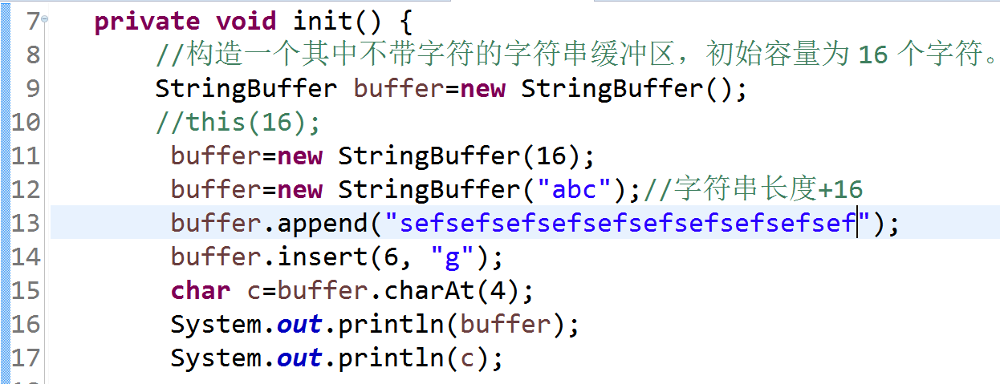 7 private void init() {
8 //构造一个其中不带字符的字符串缓冲区，初始容量为 16 个字符。
9 StringBuffer buffer=new StringBuffer();
10 //this(16);
11 buffer=new StringBuffer(16);
12 buffer=new StringBuffer("abc");//字符串长度+16
13 buffer.append("sefsefsefsefsefsefsefsefsefsef");
14 buffer.insert(6, "g");
15 char c=buffer.charAt(4);
16 System.out.println(buffer);
17 System.out.println(c);